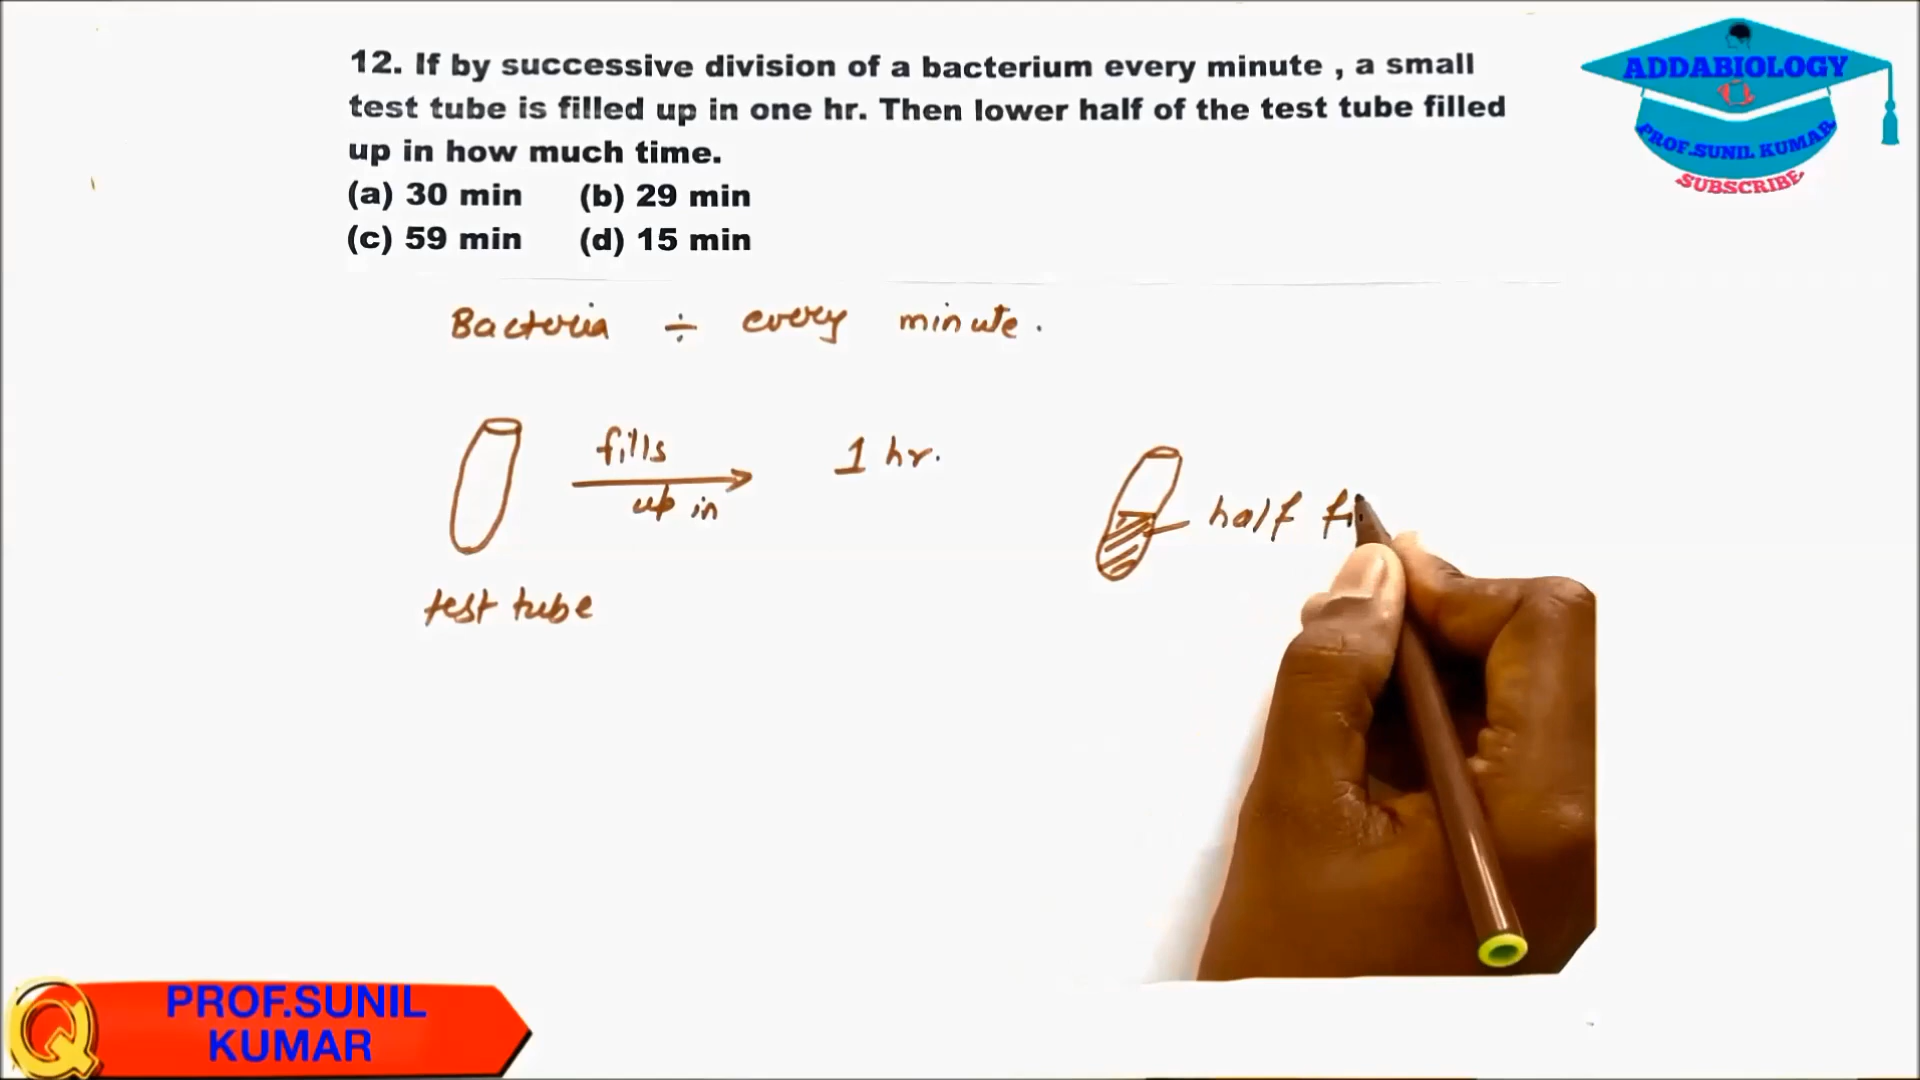 12. If by successive division of a bacterium every minute , a small
test tube is filled up in one hr. Then lower half of the test tube filled
up in how much time.
(a) 30 min (b) 29 min
(c) 59 min (d) 15 min
ADDABIOLOGY
PROF.SUNIL KUMAR
SUBSCRIBE
Bacteria ÷ every minute.
fills
up in
1 hr.
half fi
test tube
PROF.SUNIL
KUMAR